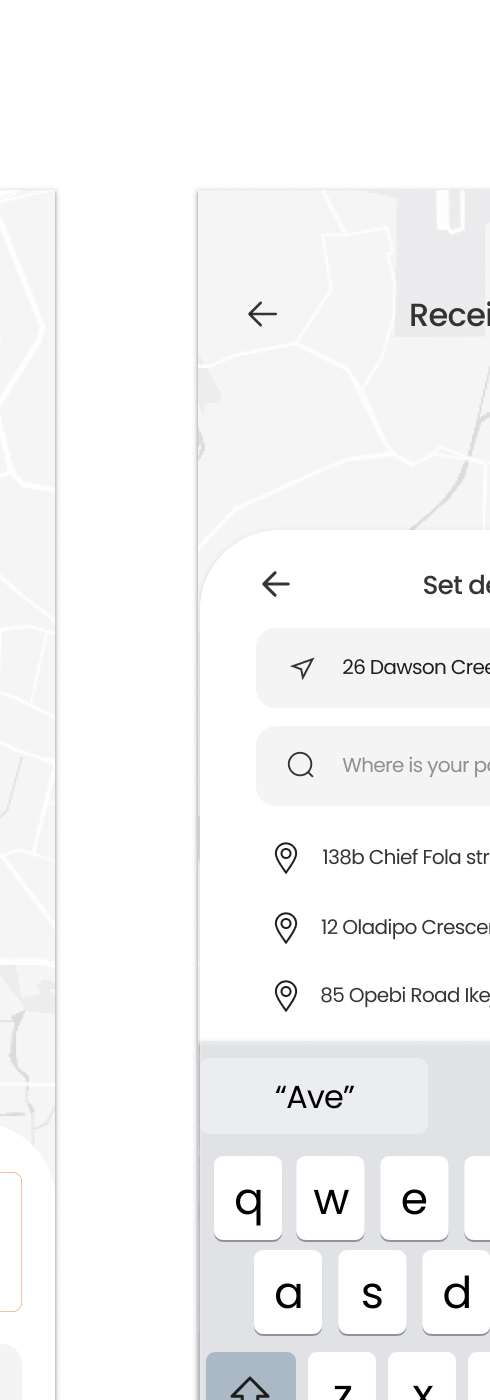 Recei
Set de
26 Dawson Cree
Where is your pa
138b Chief Fola str
12 Oladipo Crescen
85 Opebi Road Ike
“Ave”
q w e
a s d
z x